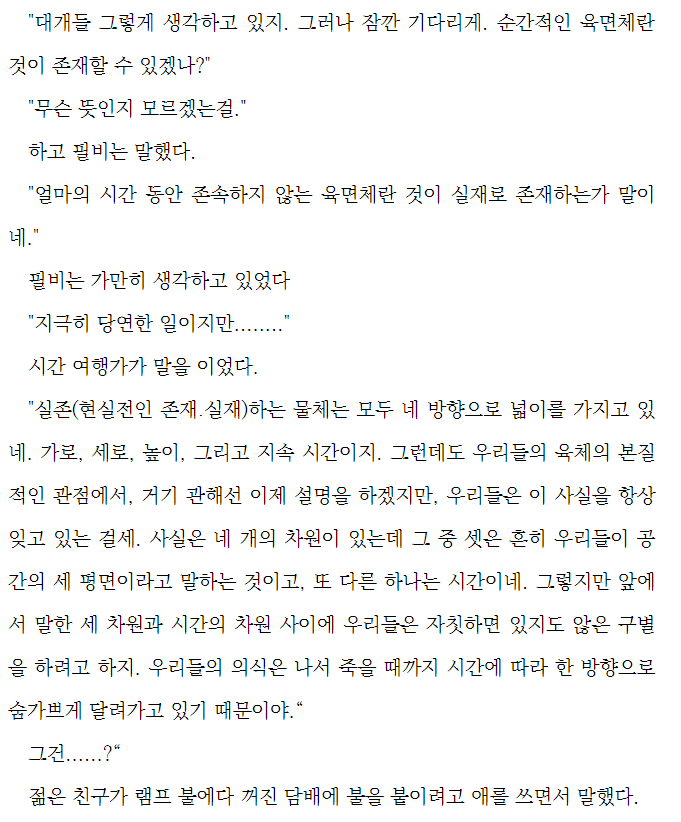 "대개들 그렇게 생각하고 있지. 그러나 잠깐 기다리게. 순간적인 육면체란
것이 존재할 수 있겠나?"
"무슨 뜻인지 모르겠는걸."
하고 필비는 말했다.
"얼마의 시간 동안 존속하지 않는 육면체란 것이 실재로 존재하는가 말이
네."
필비는 가만히 생각하고 있었다
"지극히 당연한 일이지만........"
시간 여행가가 말을 이었다.
"실존(현실전인 존재.실재)하는 물체는 모두 네 방향으로 넓이를 가지고 있
네. 가로, 세로, 높이, 그리고 지속 시간이지. 그런데도 우리들의 육체의 본질
적인 관점에서, 거기 관해선 이제 설명을 하겠지만, 우리들은 이 사실을 항상
잊고 있는 걸세. 사실은 네 개의 차원이 있는데 그 중 셋은 흔히 우리들이 공
간의 세 평면이라고 말하는 것이고, 또 다른 하나는 시간이네. 그렇지만 앞에
서 말한 세 차원과 시간의 차원 사이에 우리들은 자칫하면 있지도 않은 구별
을 하려고 하지. 우리들의 의식은 나서 죽을 때까지 시간에 따라 한 방향으로
숨가쁘게 달려가고 있기 때문이야.“
그건......?“
젊은 친구가 램프 불에다 꺼진 담배에 불을 붙이려고 애를 쓰면서 말했다.